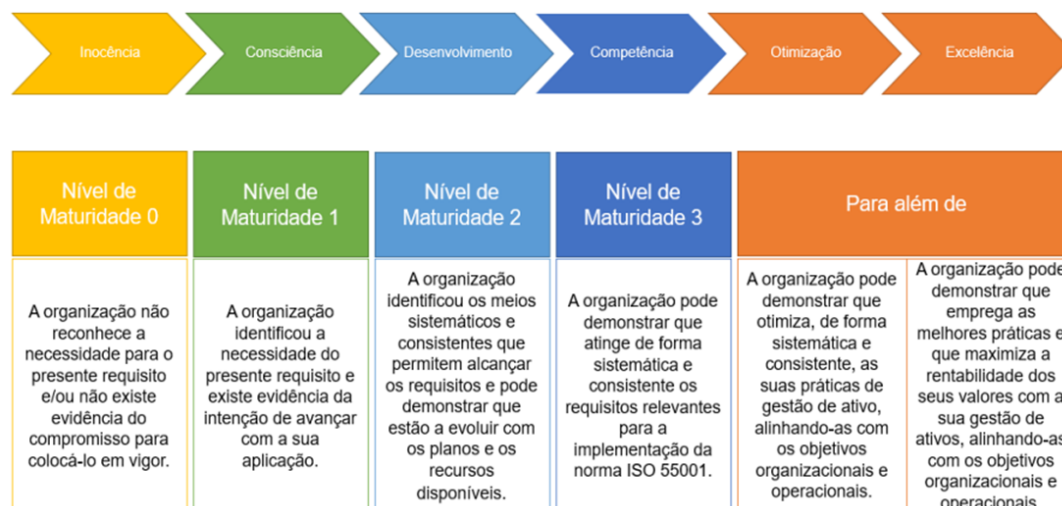 Inocência
Consciência
Desenvolvimento
Competência
Otimização
Excelência
Nível de
Maturidade 0
Nível de
Maturidade 1
Nível de
Maturidade 2
Nível de
Maturidade 3
Para além de
A organização não
reconhece a
necessidade para o
presente requisito
e/ou não existe
evidência do
compromisso para
colocá-lo em vigor.
A organização
identificou a
necessidade do
presente requisito e
existe evidência da
intenção de avançar
com a sua
aplicação.
A organização
identificou os meios
sistemáticos e
consistentes que
permitem alcançar
os requisitos e pode
demonstrar que
estão a evoluir com
os planos e os
recursos
disponíveis.
A organização pode
demonstrar que
atinge de forma
sistemática e
consistente os
requisitos relevantes
para a
implementação da
norma ISO 55001.
A organização pode
demonstrar que
otimiza, de forma
sistemática e
consistente, as
suas práticas de
gestão de ativo,
alinhando-as com
os objetivos
organizacionais e
operacionais.
A organização pode
demonstrar que
emprega as
melhores práticas e
que maximiza a
rentabilidade dos
seus valores com a
sua gestão de
ativos, alinhando-as
com os objetivos
organizacionais e
operacionais